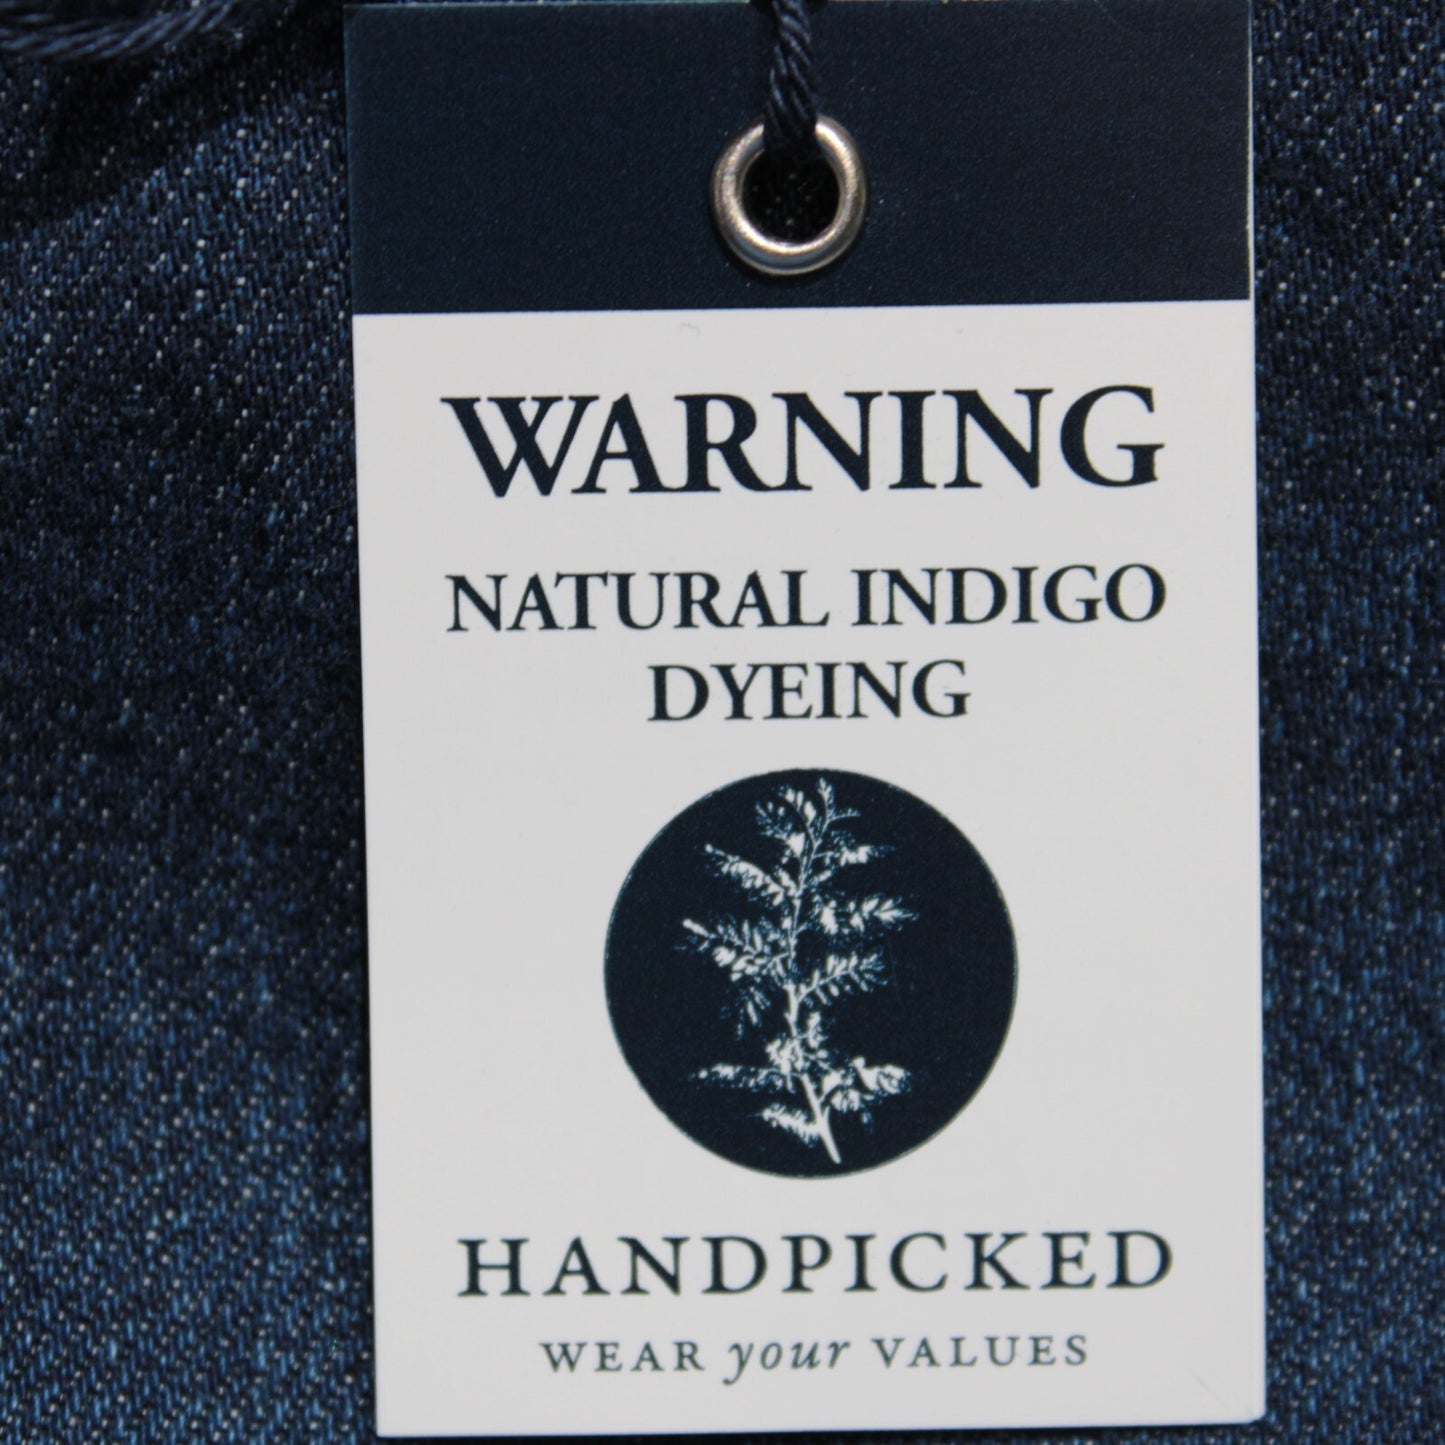 WARNING
NATURAL INDIGO
DYEING
HANDPICKED
WEAR your VALUES